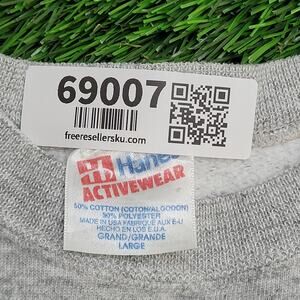 69007
freeresellersku.com
Hanes
ACTIVEWEAR
50% COTTON (COTON/ALGODON)
50% POLYESTER
MADE IN USA FABRIQUE AUX E-U
HECHO EN LOS E.U.A.
GRAND/GRANDE
LARGE